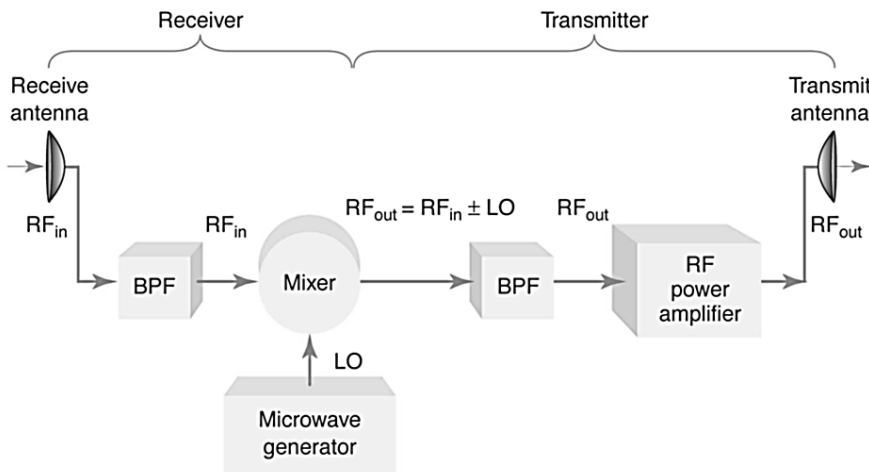 Receiver
Transmitter
Receive
antenna
Transmit
antenna
RFin
RFin
RFout = RFin ± LO
RFout
RFout
BPF
Mixer
BPF
RF
power
amplifier
LO
Microwave
generator